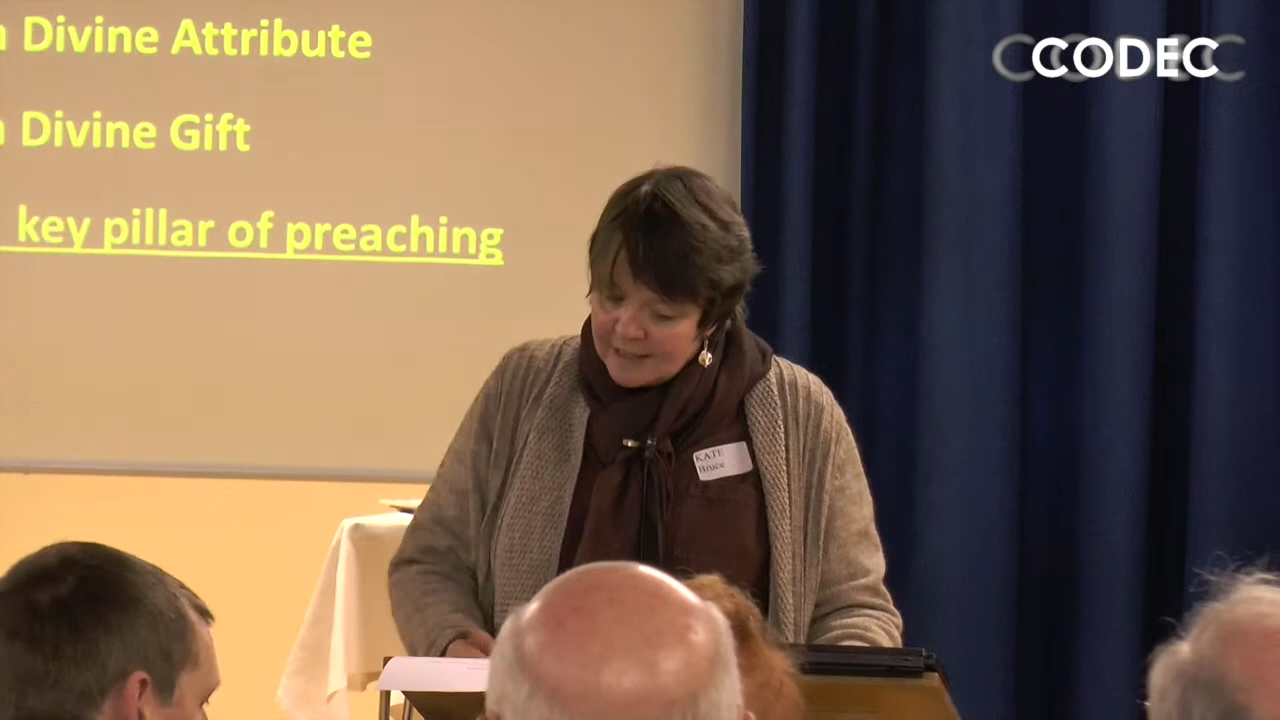 Divine Attribute
CODEC
Divine Gift
key pillar of preaching
KATE
Bruce